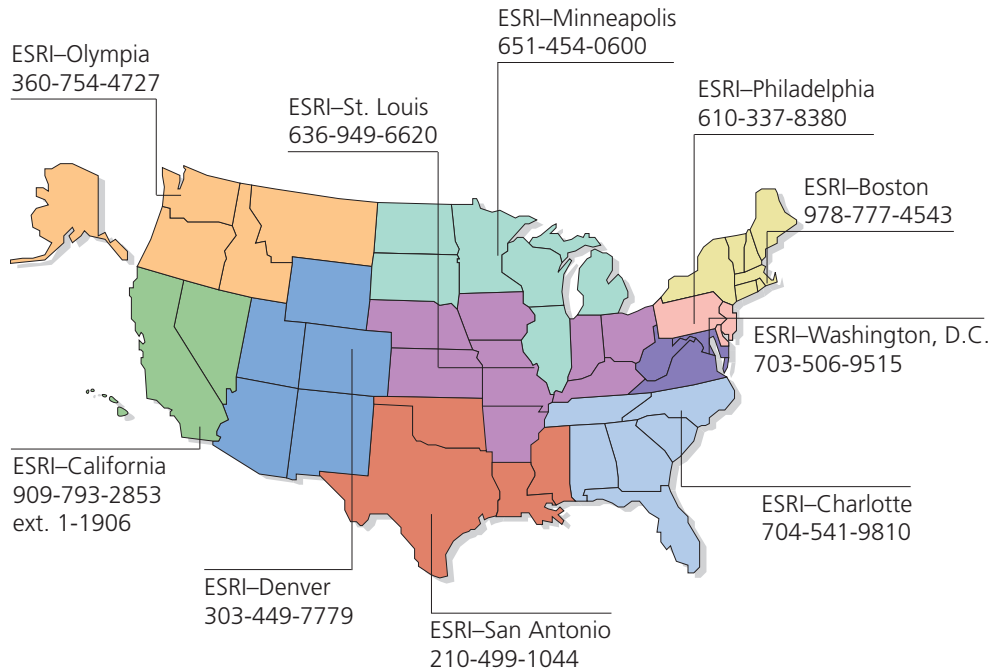 ESRI–Minneapolis
651-454-0600
ESRI–Olympia
360-754-4727
ESRI–St. Louis
636-949-6620
ESRI–Philadelphia
610-337-8380
ESRI–Boston
978-777-4543
ESRI–Washington, D.C.
703-506-9515
ESRI–California
909-793-2853
ext. 1-1906
ESRI–Charlotte
704-541-9810
ESRI–Denver
303-449-7779
ESRI–San Antonio
210-499-1044